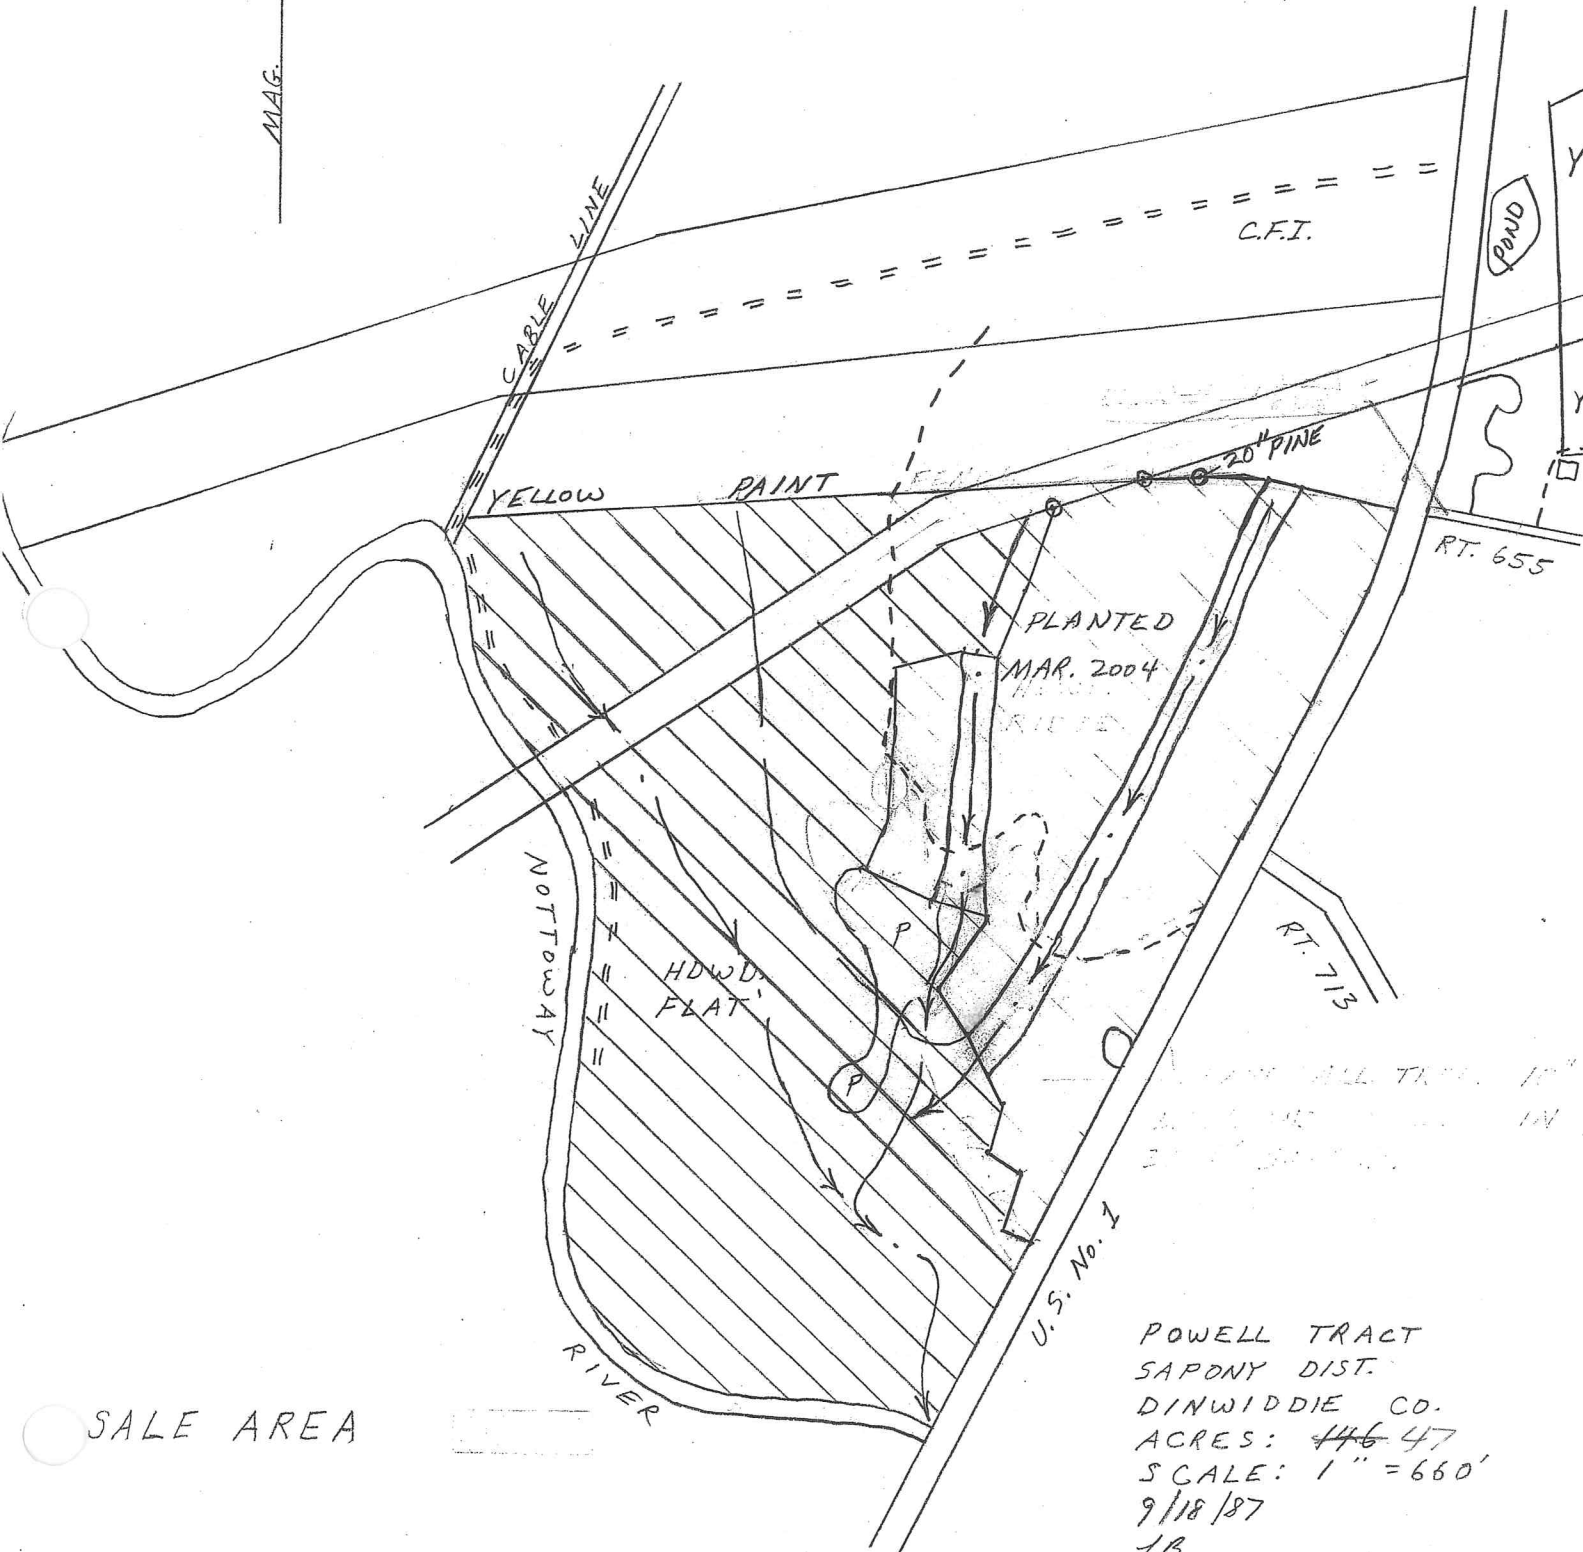 MAG.
CABLE LINE
C.F.I.
POND
Y
20" PINE
Y
YELLOW PAINT
RT. 655
PLANTED
MAR. 2004
NOTTOWAY
P
HDWD.
FLAT
RT. 713
P
IN
U.S. No. 1
RIVER
SALE AREA
POWELL TRACT
SAPONY DIST.
DINWIDDIE CO.
ACRES: 146 47
SCALE: 1" = 660'
9/18/87